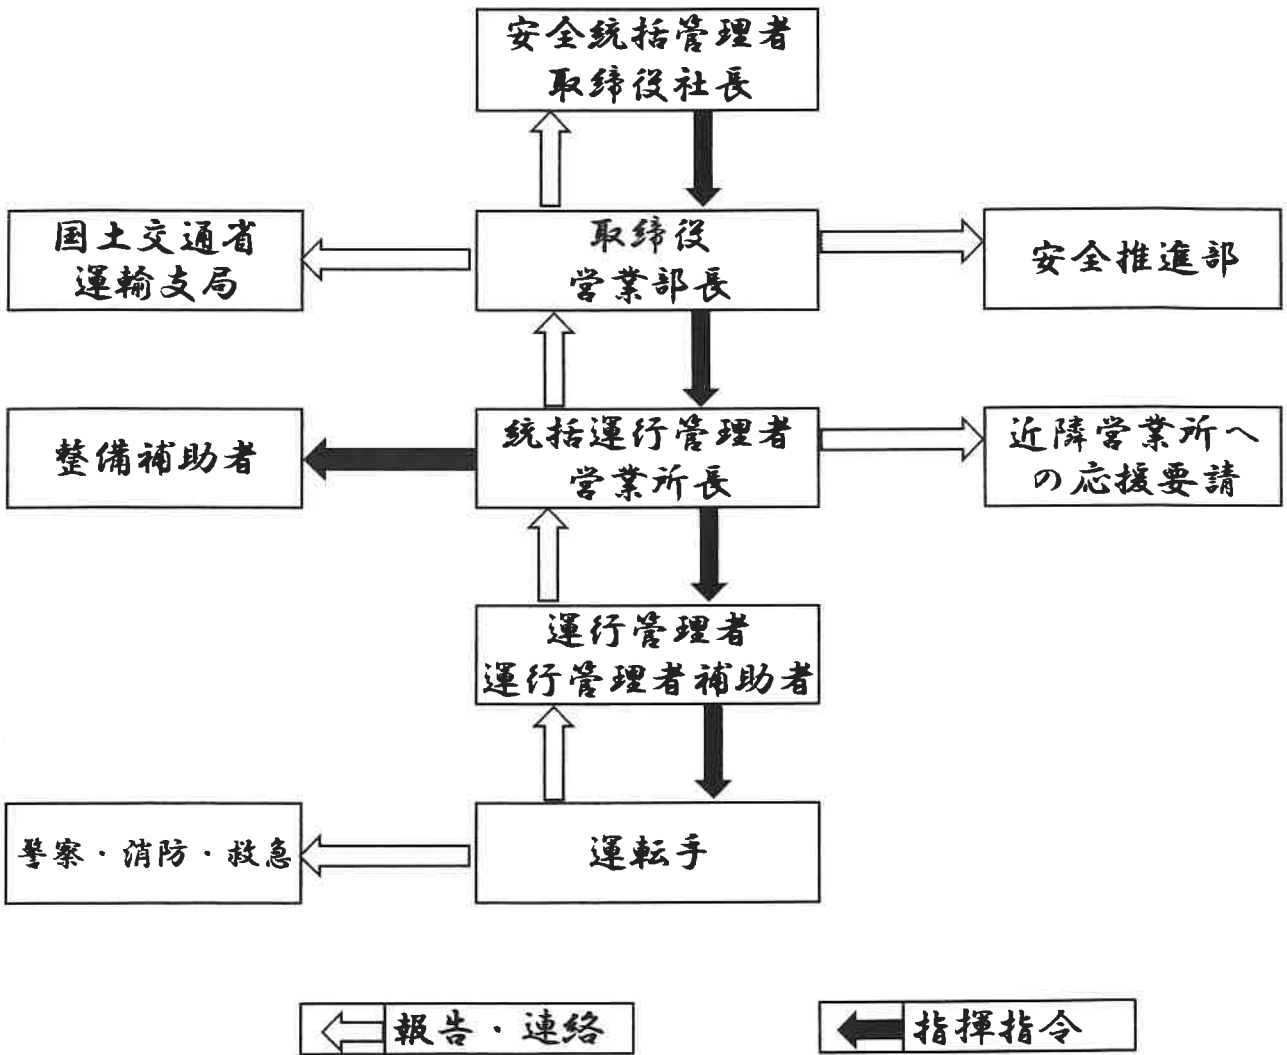 安全統括管理者
取締役社長
国土交通省
運輸支局
取締役
営業部長
安全推進部
整備補助者
統括運行管理者
営業所長
近隣営業所へ
の応援要請
運行管理者
運行管理者補助者
警察・消防・救急
運転手
報告・連絡
指揮指令